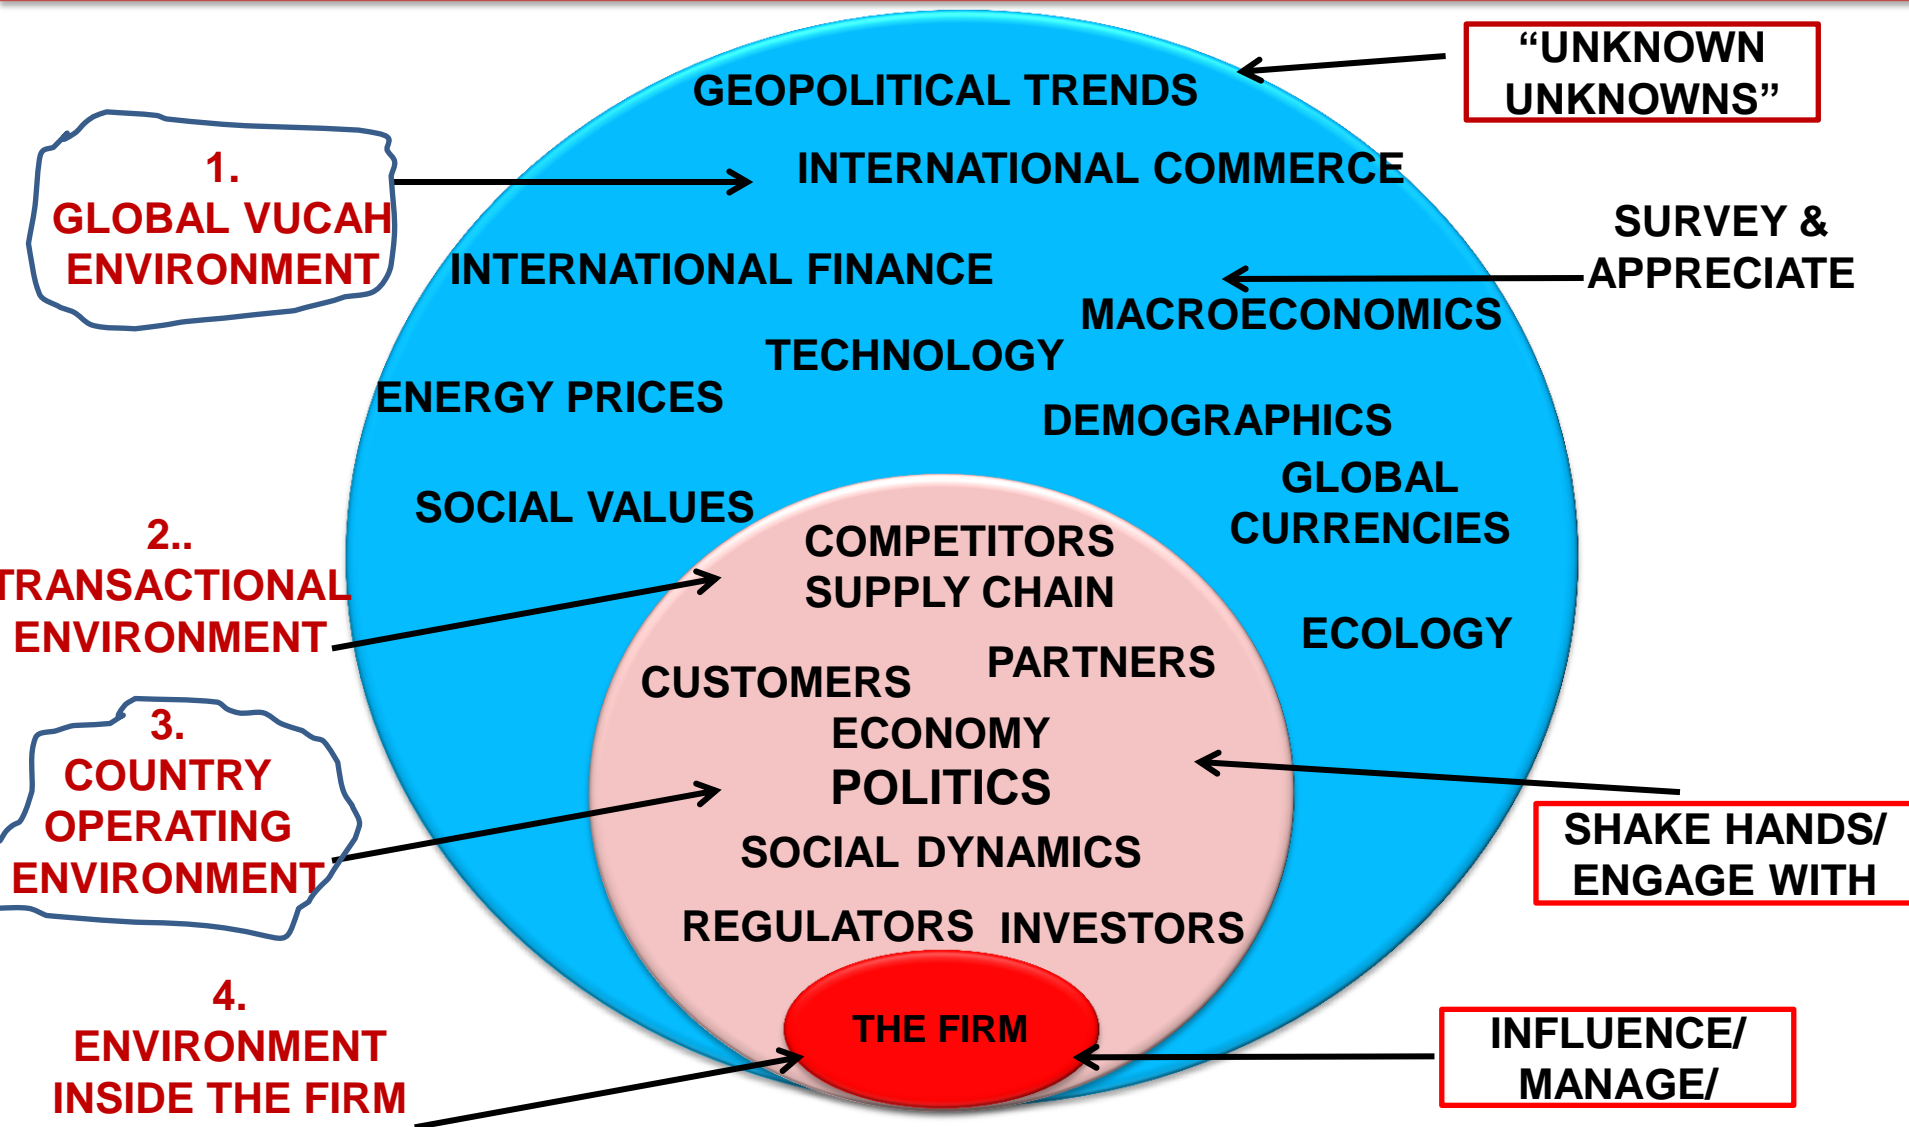 “UNKNOWN
UNKNOWNS”
GEOPOLITICAL TRENDS
1.
GLOBAL VUCAH
ENVIRONMENT
INTERNATIONAL COMMERCE
SURVEY &
APPRECIATE
INTERNATIONAL FINANCE
MACROECONOMICS
TECHNOLOGY
ENERGY PRICES
DEMOGRAPHICS
GLOBAL
CURRENCIES
SOCIAL VALUES
2..
TRANSACTIONAL
ENVIRONMENT
COMPETITORS
SUPPLY CHAIN
ECOLOGY
PARTNERS
CUSTOMERS
3.
COUNTRY
OPERATING
ENVIRONMENT
ECONOMY
POLITICS
SOCIAL DYNAMICS
SHAKE HANDS/
ENGAGE WITH
REGULATORS
INVESTORS
4.
ENVIRONMENT
INSIDE THE FIRM
THE FIRM
INFLUENCE/
MANAGE/